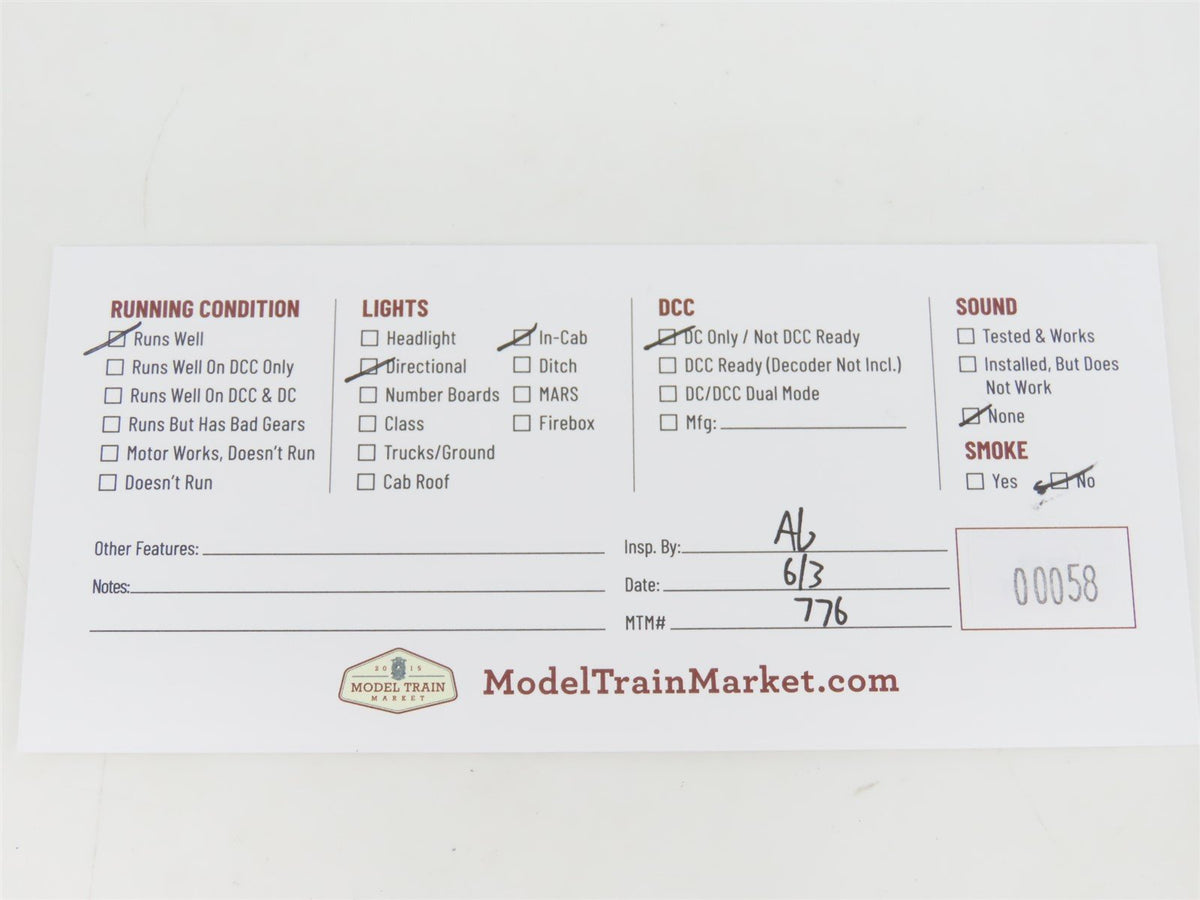 RUNNING CONDITION
Runs Well
Runs Well On DCC Only
Runs Well On DCC & DC
Runs But Has Bad Gears
Motor Works, Doesn't Run
Doesn't Run
LIGHTS
Headlight
Directional
Number Boards
Class
Trucks/Ground
Cab Roof
In-Cab
Ditch
MARS
Firebox
DCC
DC Only / Not DCC Ready
DCC Ready (Decoder Not Incl.)
DC/DCC Dual Mode
Mfg:
SOUND
Tested & Works
Installed, But Does
Not Work
None
SMOKE
Yes No
Other Features:
Notes:
Insp. By:
Date: 6/3
MTM# 776
00058
2015
MODEL TRAIN
MARKET
ModelTrainMarket.com